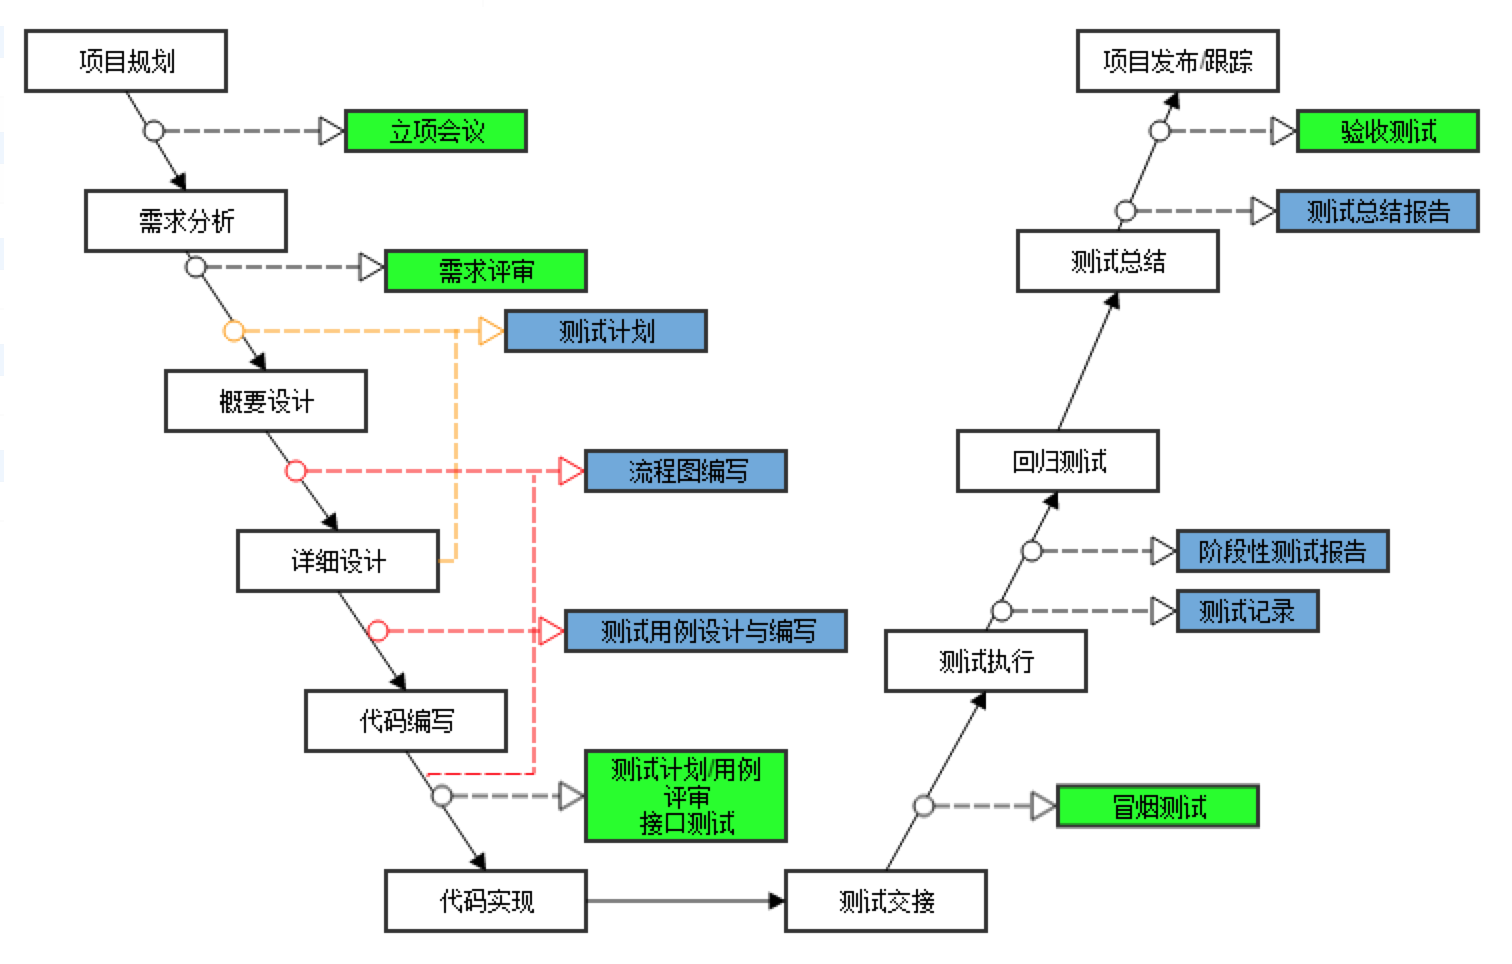 项目规划
立项会议
需求分析
需求评审
测试计划
概要设计
流程图编写
详细设计
测试用例设计与编写
代码编写
测试计划/用例
评审
接口测试
代码实现
测试交接
冒烟测试
测试执行
测试记录
阶段性测试报告
回归测试
测试总结
测试总结报告
验收测试
项目发布/跟踪